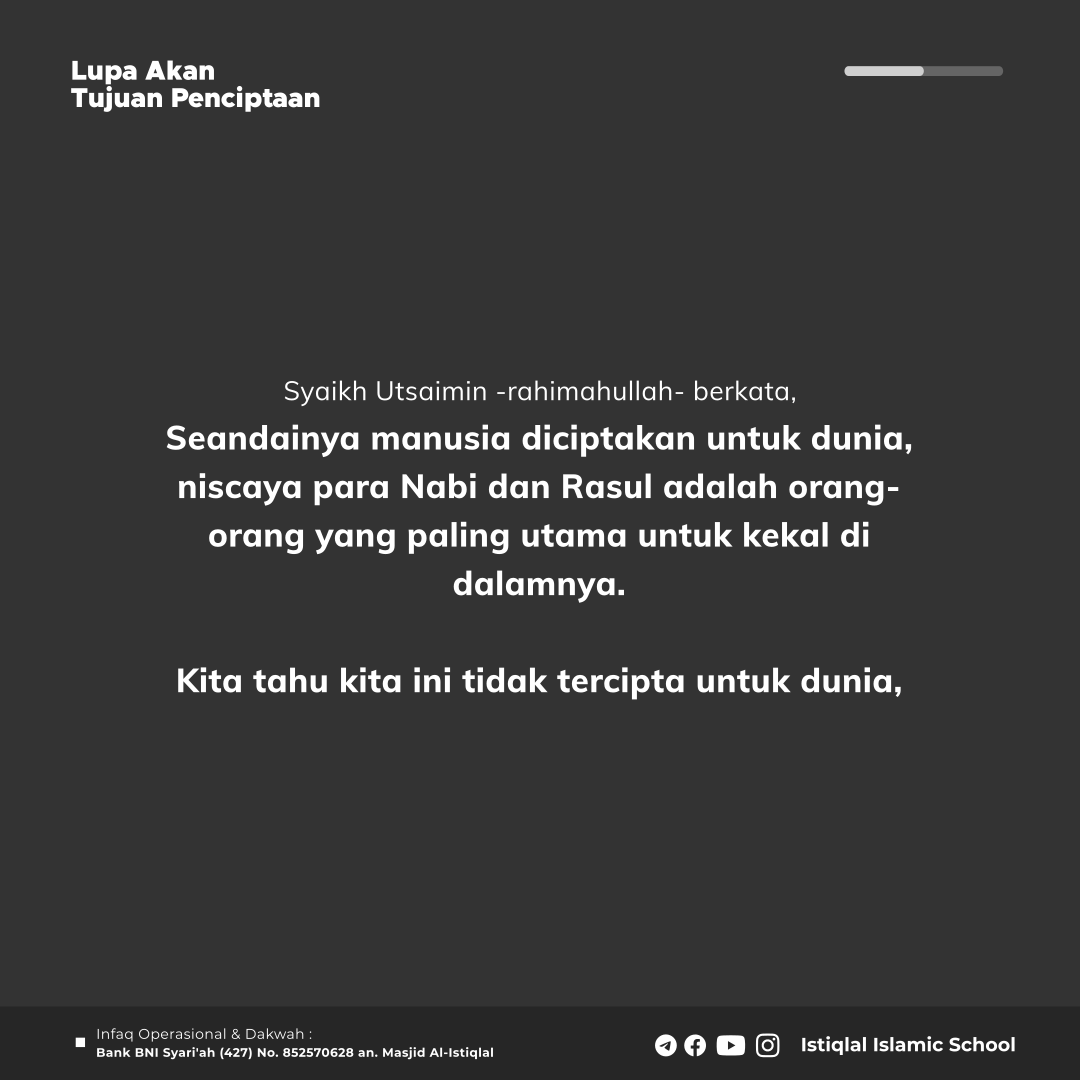 Lupa Akan
Tujuan Penciptaan
Syaikh Utsaimin -rahimahullah- berkata,
Seandainya manusia diciptakan untuk dunia,
niscaya para Nabi dan Rasul adalah orang-
orang yang paling utama untuk kekal di
dalamnya.
Kita tahu kita ini tidak tercipta untuk dunia,
Infaq Operasional & Dakwah :
Bank BNI Syari'ah (427) No. 852570628 an. Masjid Al-Istiqlal
Istiqlal Islamic School